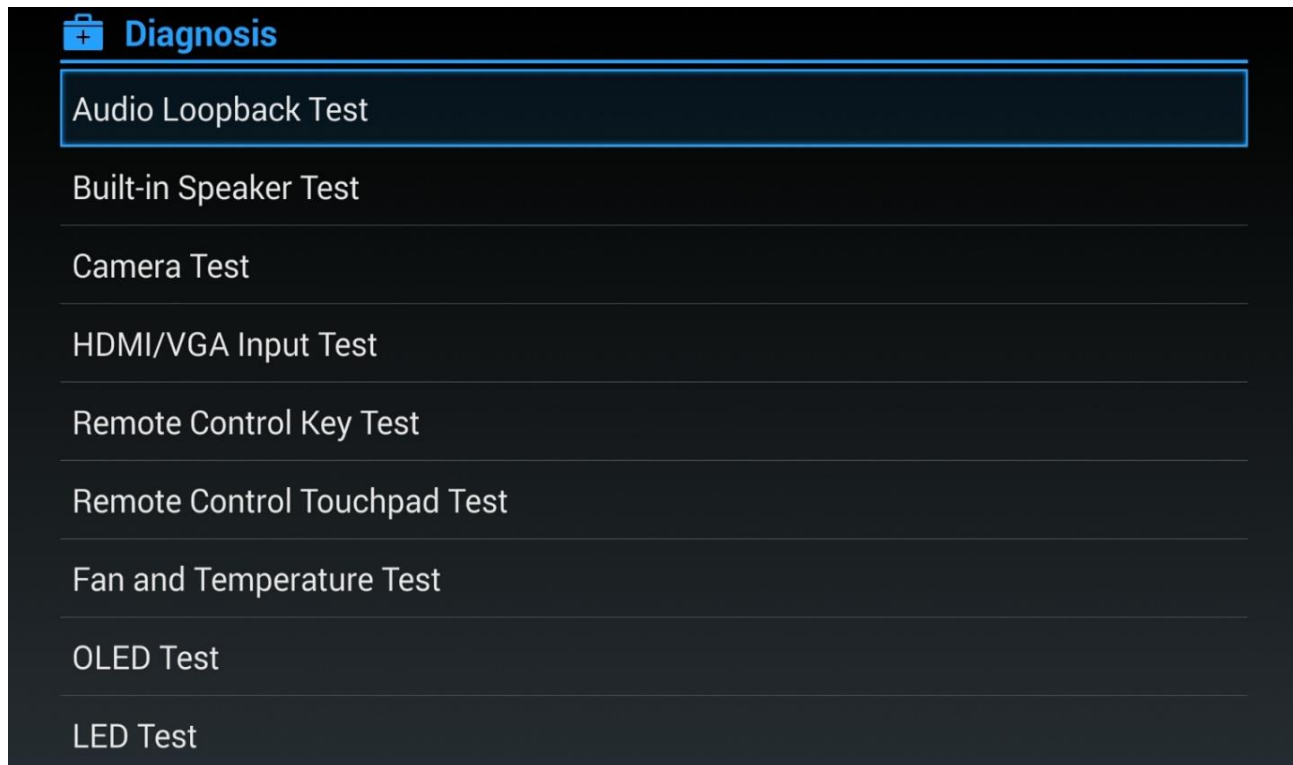 Diagnosis
Audio Loopback Test
Built-in Speaker Test
Camera Test
HDMI/VGA Input Test
Remote Control Key Test
Remote Control Touchpad Test
Fan and Temperature Test
OLED Test
LED Test